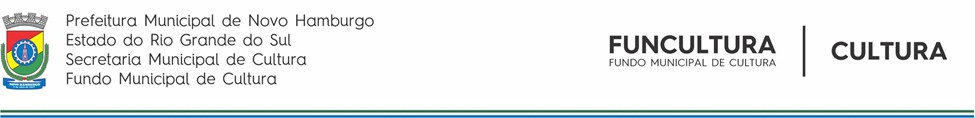 Prefeitura Municipal de Novo Hamburgo
Estado do Rio Grande do Sul
Secretaria Municipal de Cultura
Fundo Municipal de Cultura
FUNCULTURA
FUNDO MUNICIPAL DE CULTURA
CULTURA